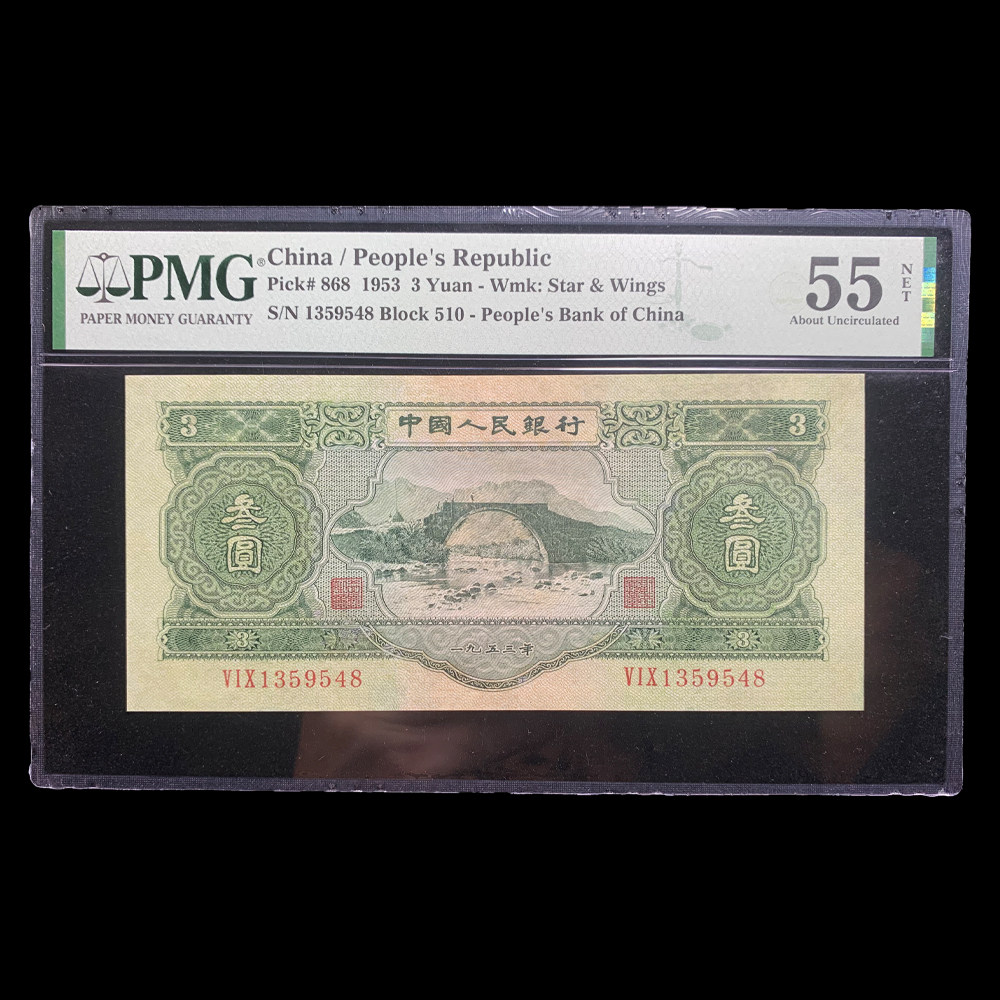 PMG®
PAPER MONEY GUARANTY
China / People's Republic
Pick# 868 1953 3 Yuan - Wmk: Star & Wings
S/N 1359548 Block 510 - People's Bank of China
55
NET
About Uncirculated
3
中國人民銀行
3
叁圓
叁圓
3
一九五三年
3
VIX1359548
VIX1359548